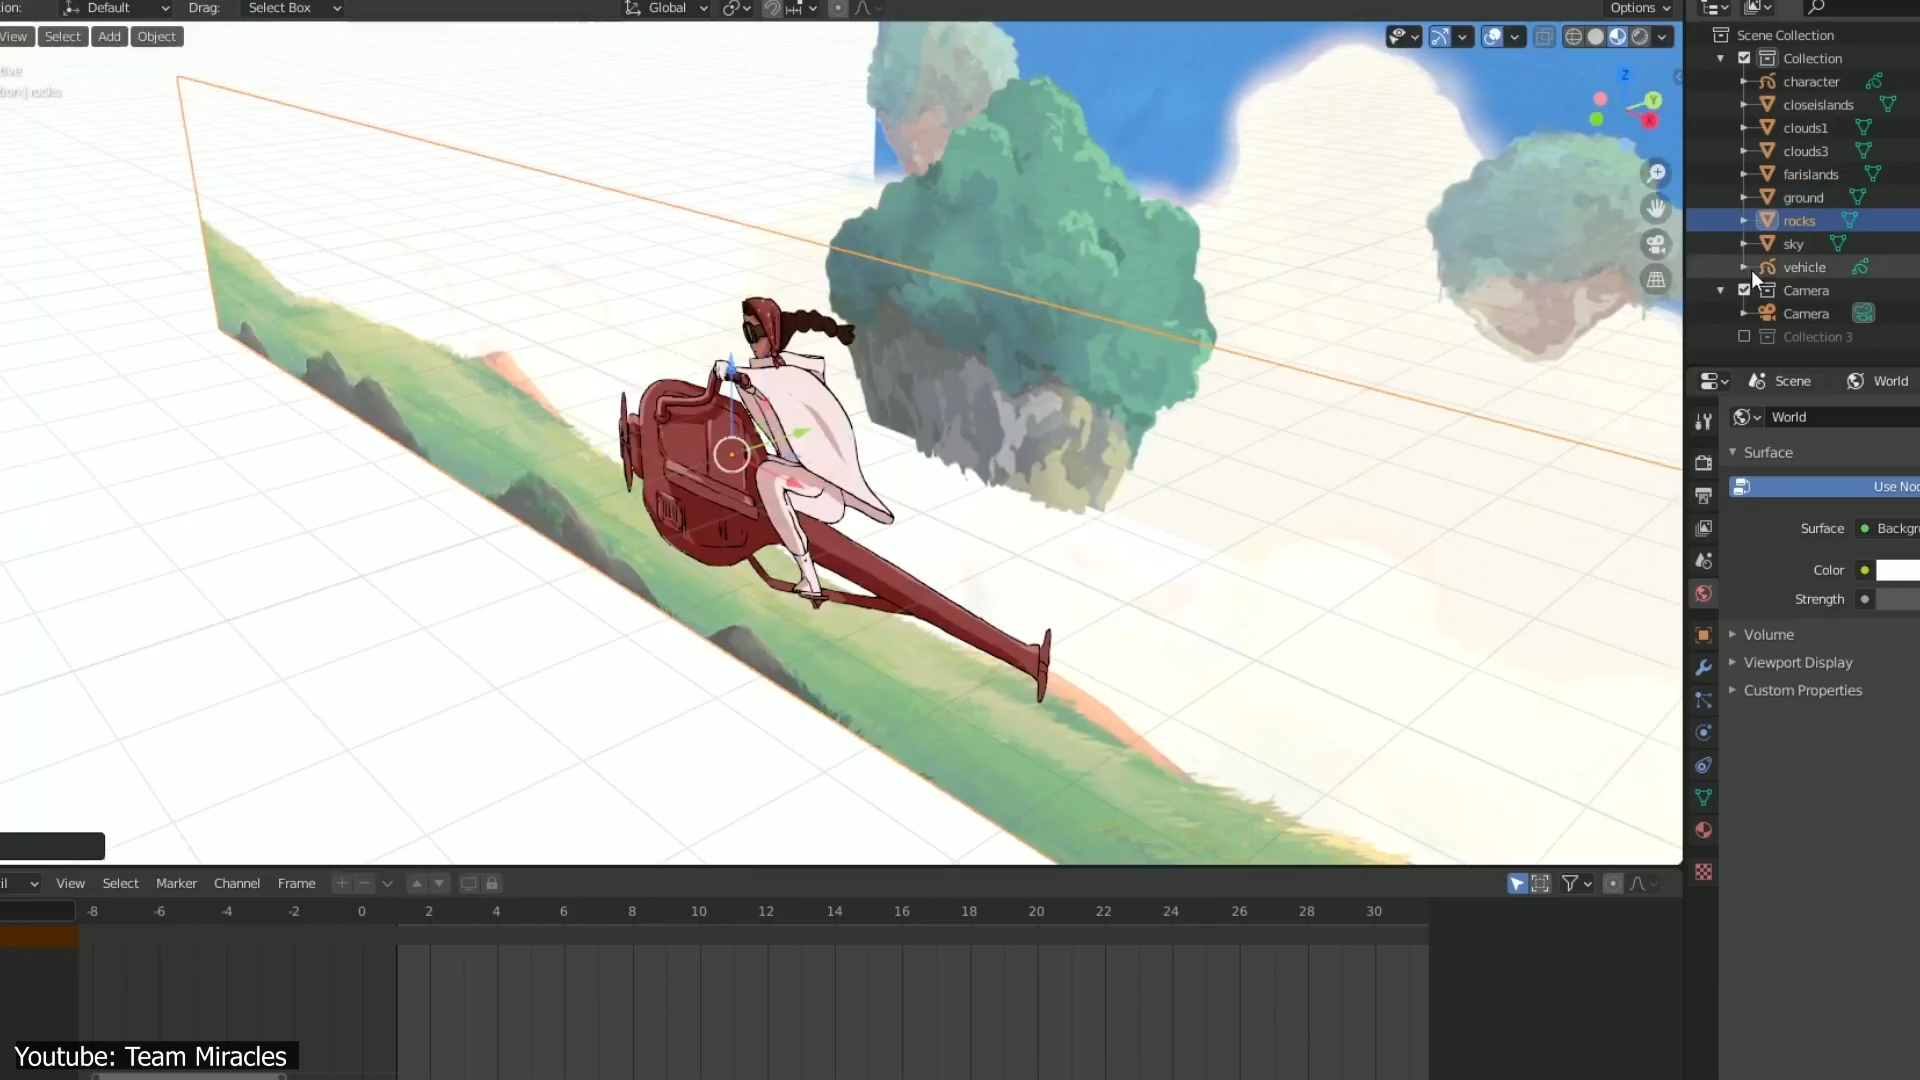 tion:
Default
Drag:
Select Box
Global
Options
View
Select
Add
Object
rocks
Z
Y
X
Scene Collection
Collection
character
closeislands
clouds1
clouds3
farislands
ground
rocks
sky
vehicle
Camera
Camera
Collection 3
Scene
World
World
Surface
Use Noc
Surface
Backgr
Color
Strength
Volume
Viewport Display
Custom Properties
View
Select
Marker
Channel
Frame
-8
-6
-4
-2
0
2
4
6
8
10
12
14
16
18
20
22
24
26
28
30
Youtube: Team Miracles